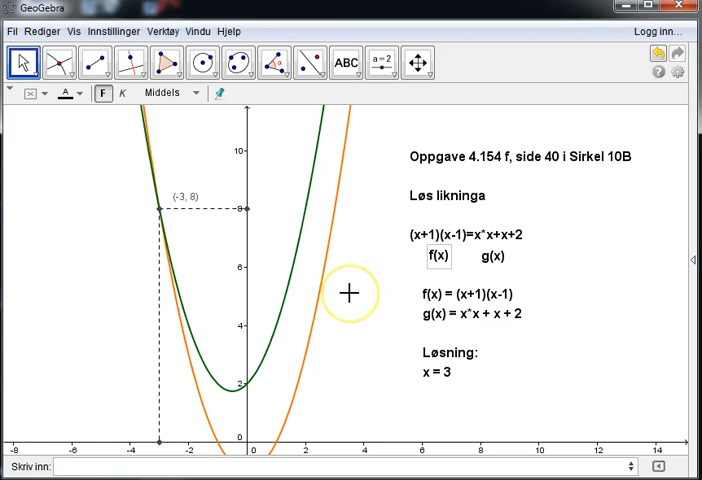 GeoGebra
Fil Rediger Vis Innstillinger Verktøy Vindu Hjelp Logg inn...
ABC a=2
A F K Middels
(-3, 8)
10
8
6
4
2
0
-8 -6 -4 -2 0 2 4 6 8 10 12 14
Oppgave 4.154 f, side 40 i Sirkel 10B
Løs likninga
(x+1)(x-1)=x*x+x+2
f(x) g(x)
f(x) = (x+1)(x-1)
g(x) = x*x + x + 2
Løsning:
x = 3
Skriv inn: